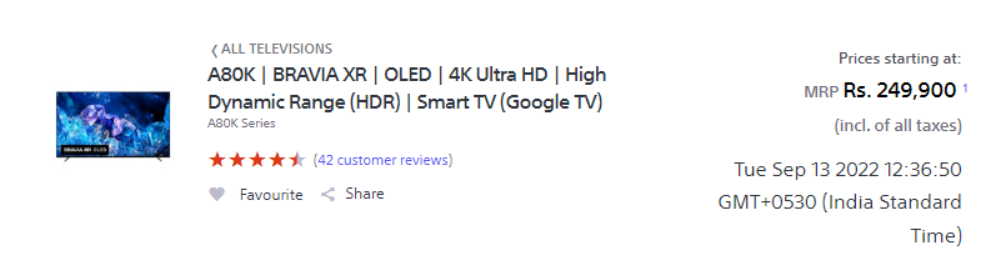 ALL TELEVISIONS
A80K | BRAVIA XR | OLED | 4K Ultra HD | High
Dynamic Range (HDR) | Smart TV (Google TV)
A80K Series
(42 customer reviews)
Favourite
Share
BRAVIA XR OLED
Prices starting at:
MRP Rs. 249,900 1
(incl. of all taxes)
Tue Sep 13 2022 12:36:50
GMT+0530 (India Standard
Time)